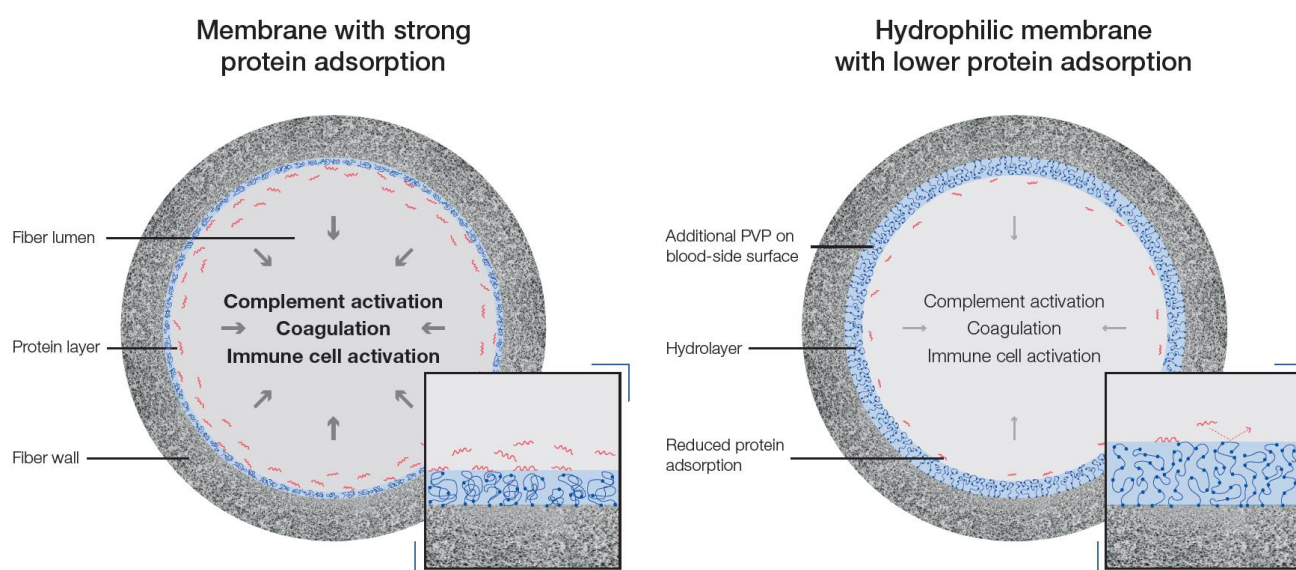 Membrane with strong
protein adsorption
Fiber lumen
Protein layer
Fiber wall
Complement activation
Coagulation
Immune cell activation
Hydrophilic membrane
with lower protein adsorption
Additional PVP on
blood-side surface
Hydrolayer
Reduced protein
adsorption
Complement activation
Coagulation
Immune cell activation